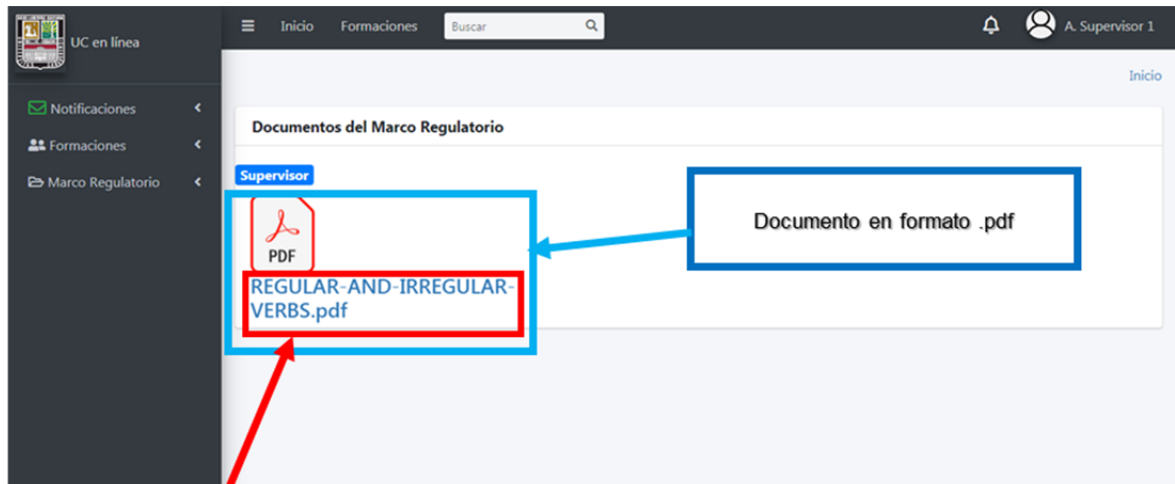 UC en línea
Inicio Formaciones Buscar A. Supervisor 1
Inicio
Notificaciones
Formaciones
Marco Regulatorio
Documentos del Marco Regulatorio
Supervisor
PDF
REGULAR-AND-IRREGULAR-
VERBS.pdf
Documento en formato .pdf